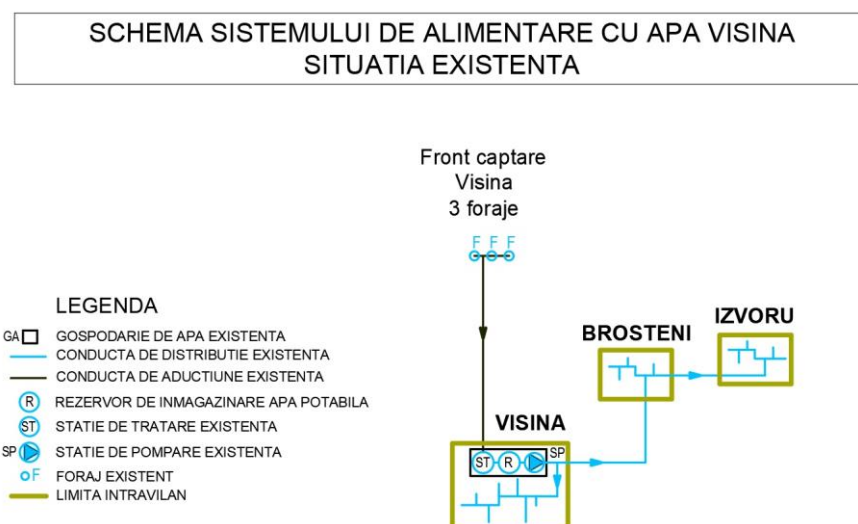 SCHEMA SISTEMULUI DE ALIMENTARE CU APA VISINA
SITUATIA EXISTENTA
Front captare
Visina
3 foraje
F F F
LEGENDA
GA GOSPODARIE DE APA EXISTENTA
CONDUCTA DE DISTRIBUTIE EXISTENTA
CONDUCTA DE ADUCTIUNE EXISTENTA
R REZERVOR DE INMAGAZINARE APA POTABILA
ST STATIE DE TRATARE EXISTENTA
SP STATIE DE POMPARE EXISTENTA
F FORAJ EXISTENT
LIMITA INTRAVILAN
IZVORU
BROSTENI
VISINA
ST R SP